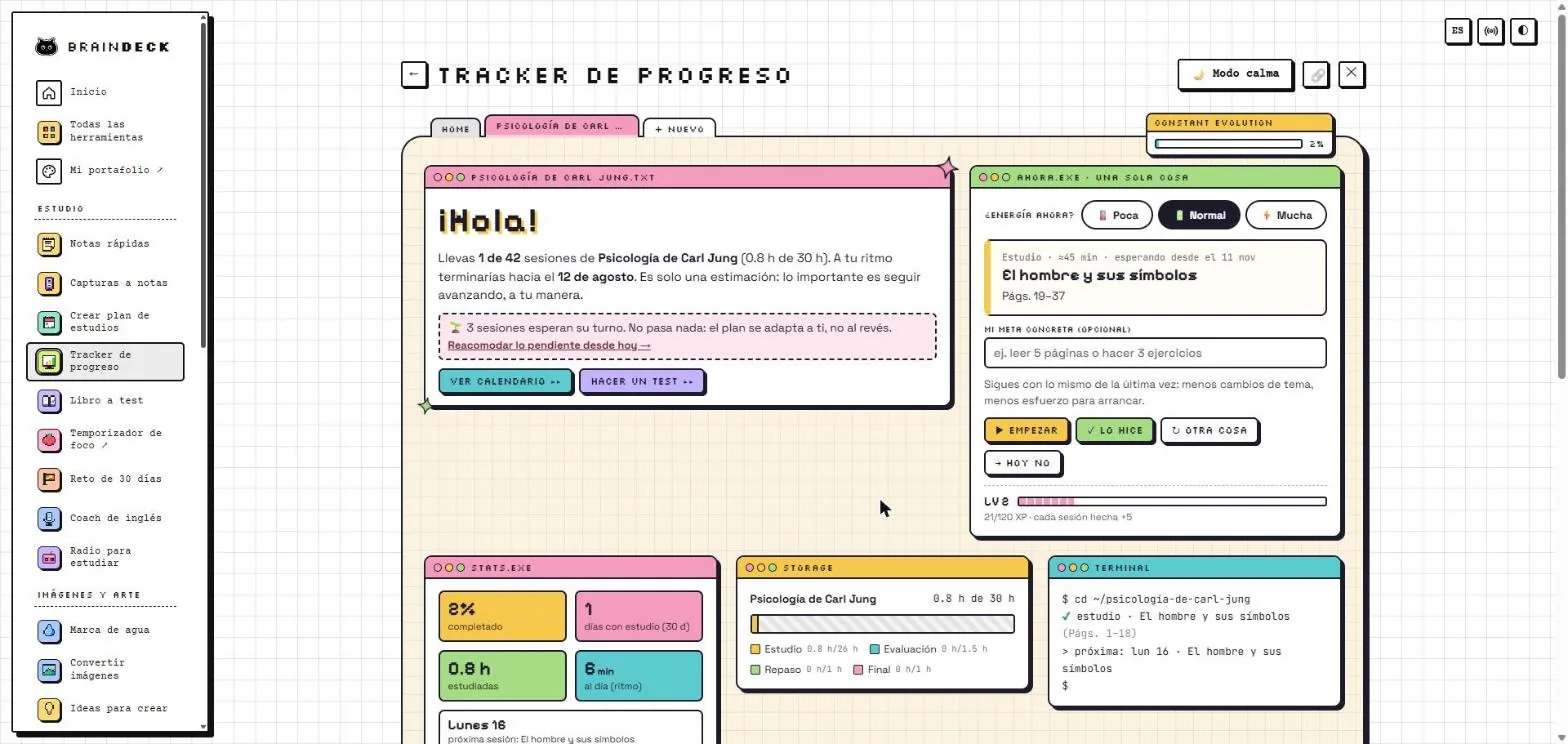 BRAINDECK
Inicio
Todas las
herramientas
Mi portafolio ↗
ESTUDIO
Notas rápidas
Capturas a notas
Crear plan de
estudios
Tracker de
progreso
Libro a test
Temporizador de
foco ↗
Reto de 30 días
Coach de inglés
Radio para
estudiar
IMÁGENES Y ARTE
Marca de agua
Convertir
imágenes
Ideas para crear
ES
← TRACKER DE PROGRESO
Modo calma
HOME
PSICOLOGÍA DE CARL …
+ NUEVO
CONSTANT EVOLUTION
2%
PSICOLOGÍA DE CARL JUNG.TXT
¡Hola!
Llevas 1 de 42 sesiones de Psicología de Carl Jung (0.8 h de 30 h). A tu ritmo
terminarías hacia el 12 de agosto. Es solo una estimación: lo importante es seguir
avanzando, a tu manera.
3 sesiones esperan su turno. No pasa nada: el plan se adapta a ti, no al revés.
Reacomodar lo pendiente desde hoy →
VER CALENDARIO ▸▸
HACER UN TEST ▸▸
AHORA.EXE · UNA SOLA COSA
¿ENERGÍA AHORA?
Poca
Normal
Mucha
Estudio · ≈45 min · esperando desde el 11 nov
El hombre y sus símbolos
Págs. 19–37
MI META CONCRETA (OPCIONAL)
ej. leer 5 páginas o hacer 3 ejercicios
Sigues con lo mismo de la última vez: menos cambios de tema,
menos esfuerzo para arrancar.
▶ EMPEZAR
✓ LO HICE
↻ OTRA COSA
→ HOY NO
LV 2
21/120 XP · cada sesión hecha +5
STATS.EXE
2%
completado
1
días con estudio (30 d)
0.8 h
estudiadas
6 min
al día (ritmo)
Lunes 16
próxima sesión: El hombre y sus símbolos
STORAGE
Psicología de Carl Jung 0.8 h de 30 h
Estudio 0.8 h/26 h
Evaluación 0 h/1.5 h
Repaso 0 h/1 h
Final 0 h/1 h
TERMINAL
$ cd ~/psicología-de-carl-jung
✓ estudio · El hombre y sus símbolos
(Págs. 1–18)
> próxima: lun 16 · El hombre y sus
símbolos
$